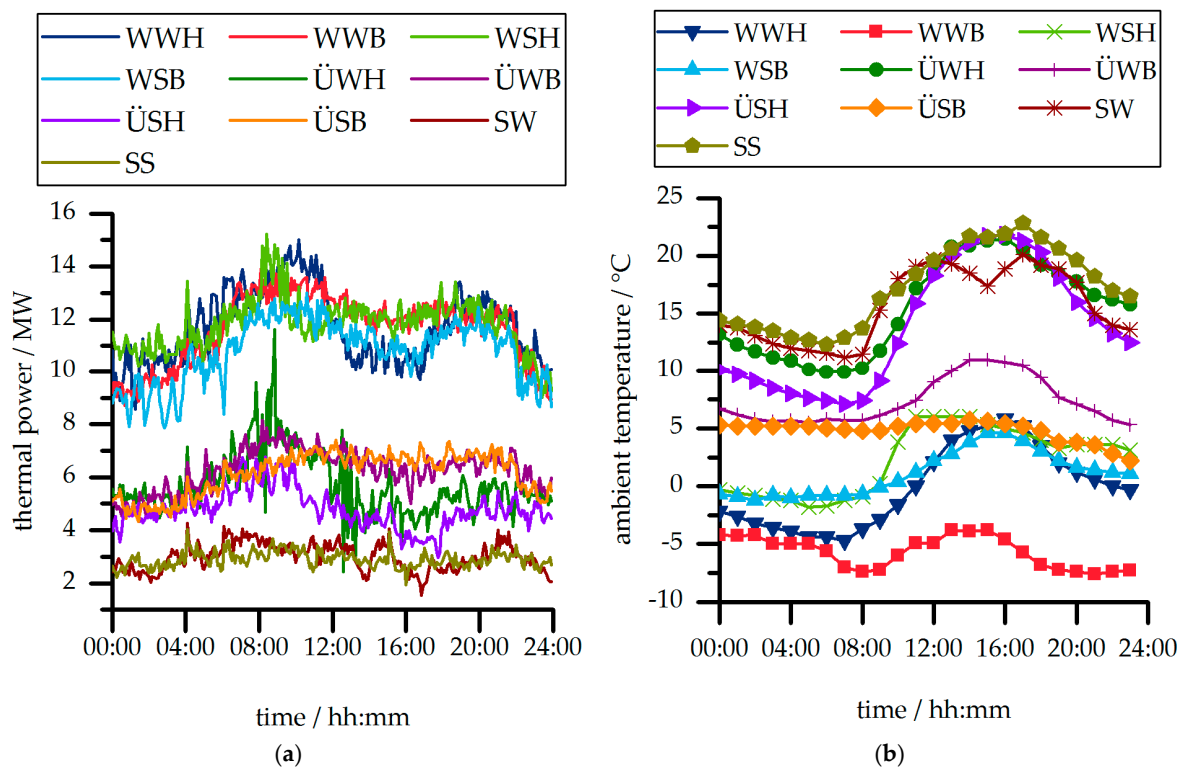 WWH WWB WSH
WSB ÜWH ÜWB
ÜSH ÜSB SW
SS
16
14
12
10
8
6
4
2
thermal power / MW
00:00 04:00 08:00 12:00 16:00 20:00 24:00
time / hh:mm
(a)
WWH WWB WSH
WSB ÜWH ÜWB
ÜSH ÜSB SW
SS
25
20
15
10
5
0
-5
-10
ambient temperature / °C
00:00 04:00 08:00 12:00 16:00 20:00 24:00
time / hh:mm
(b)